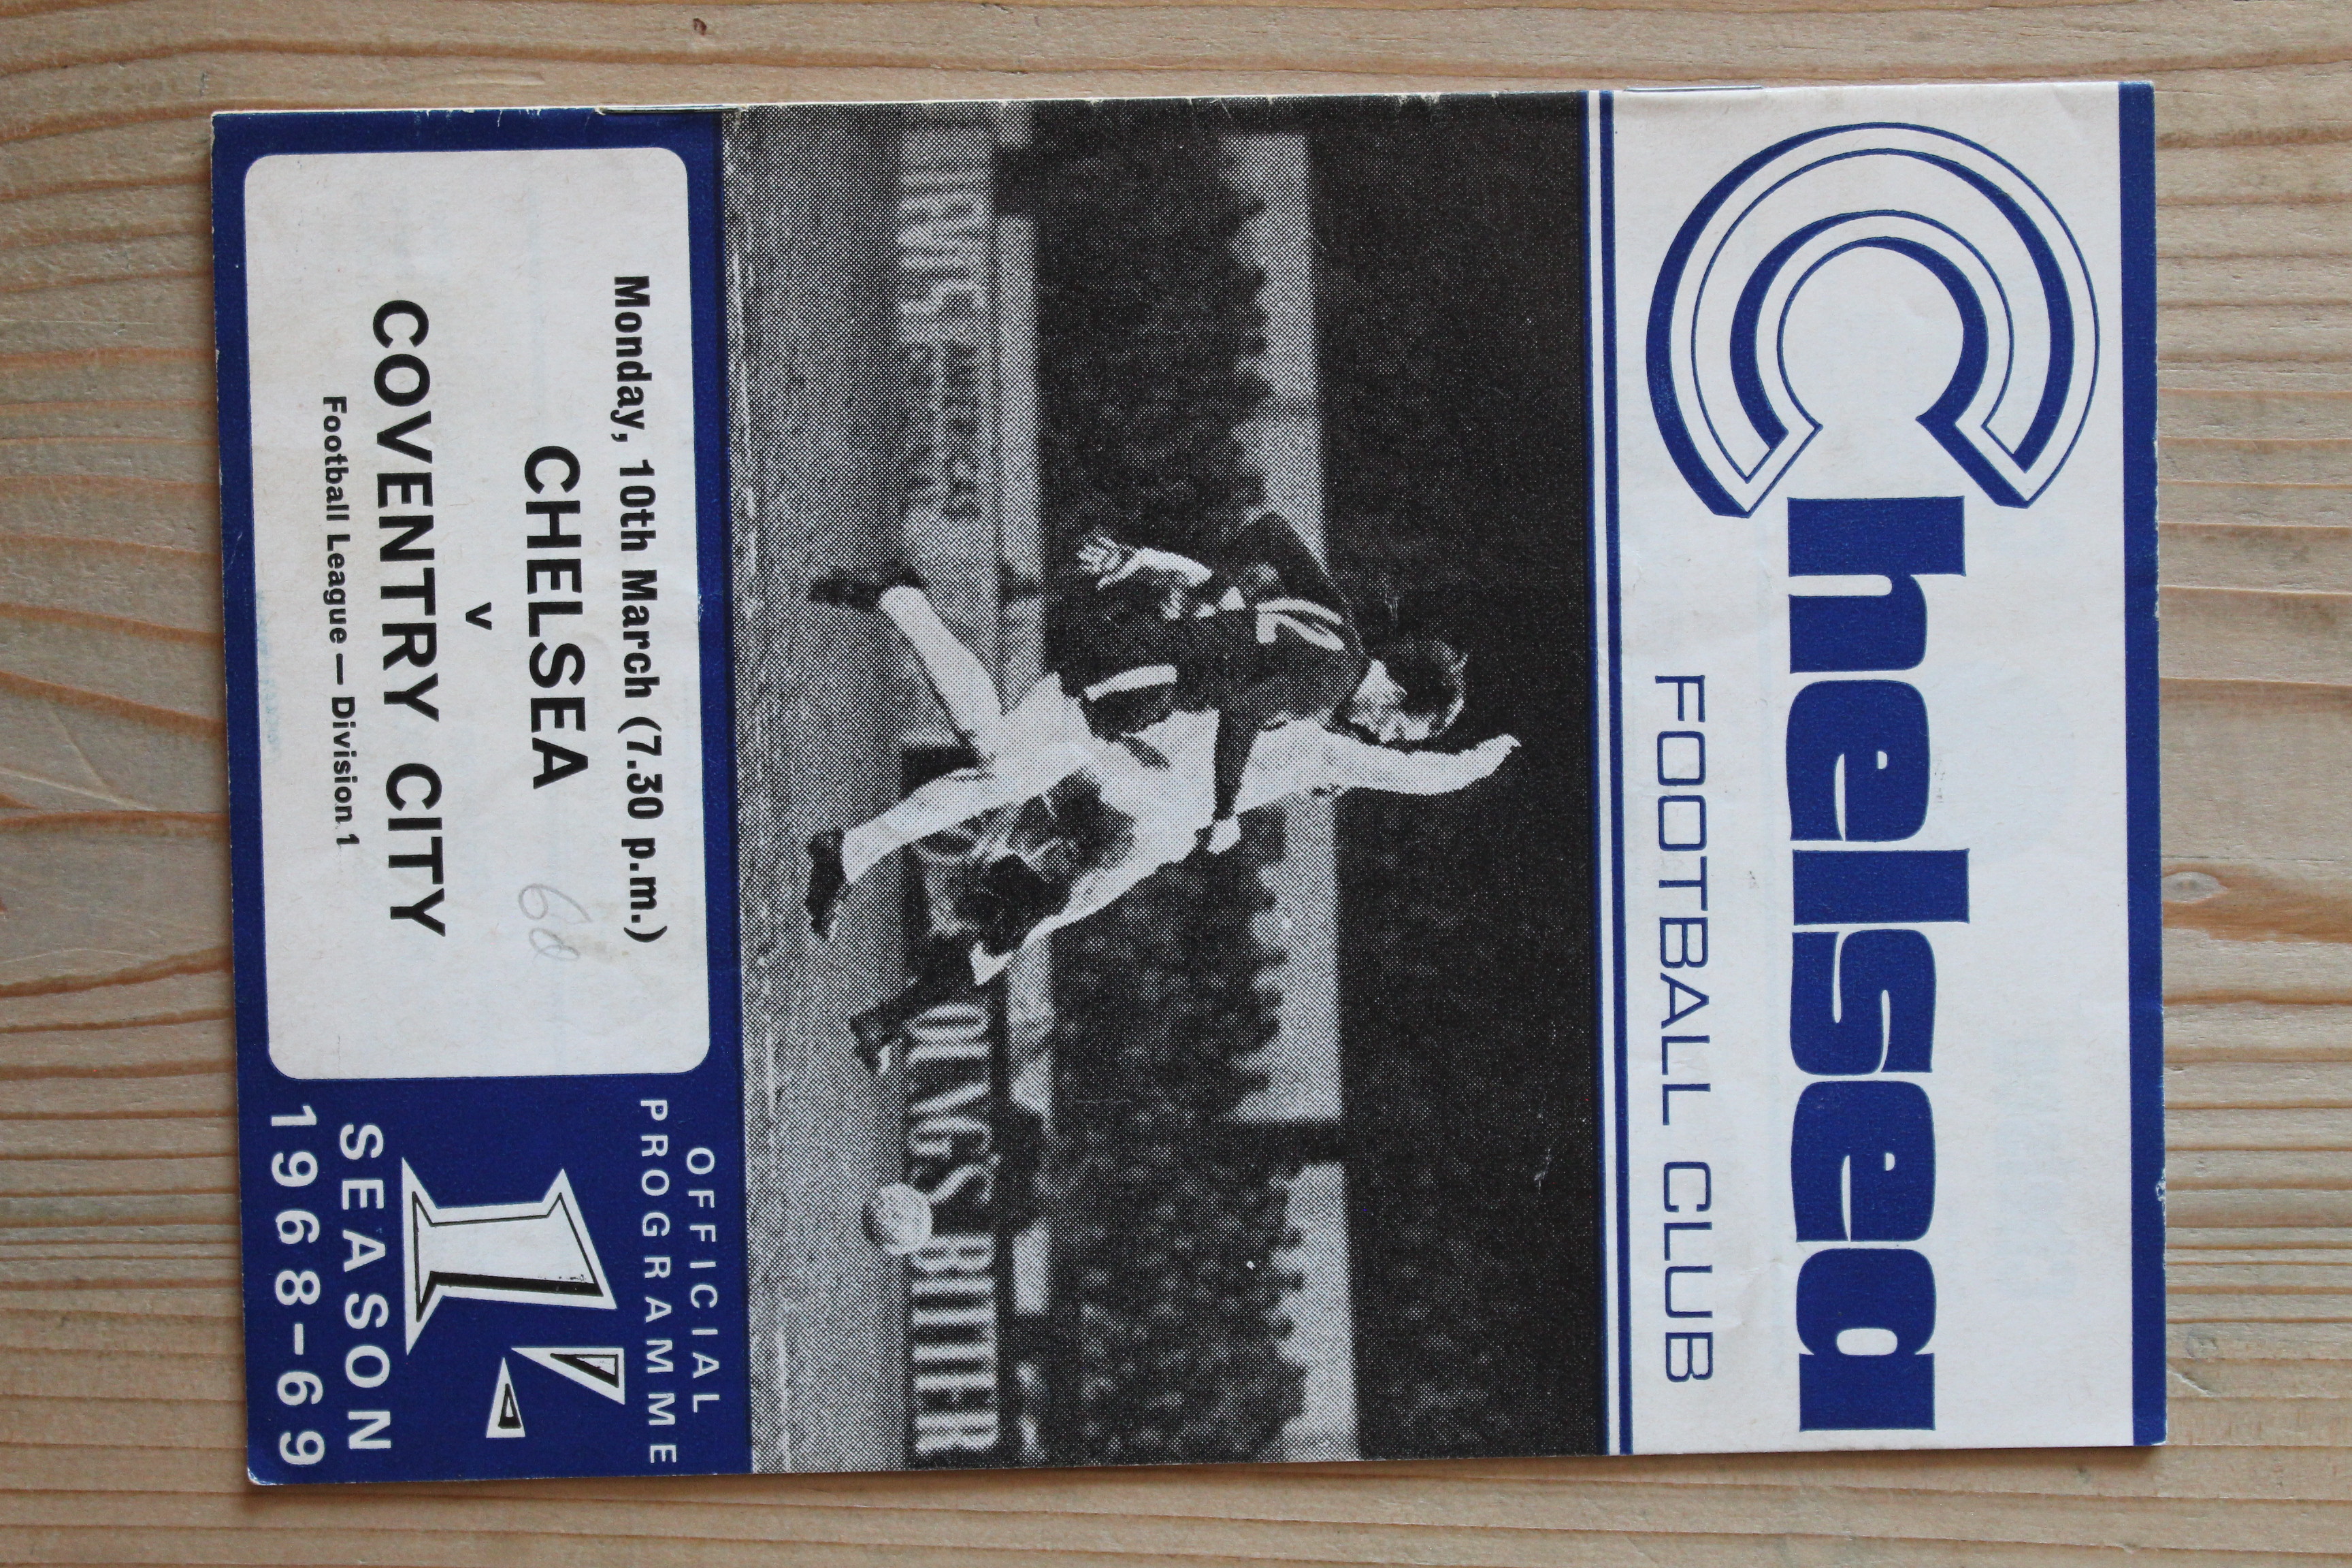 Chelsea
FOOTBALL CLUB
BITTER
Monday, 10th March (7.30 p.m.)
CHELSEA
v
COVENTRY CITY
Football League — Division 1
OFFICIAL
PROGRAMME
1/-
SEASON
1968-69